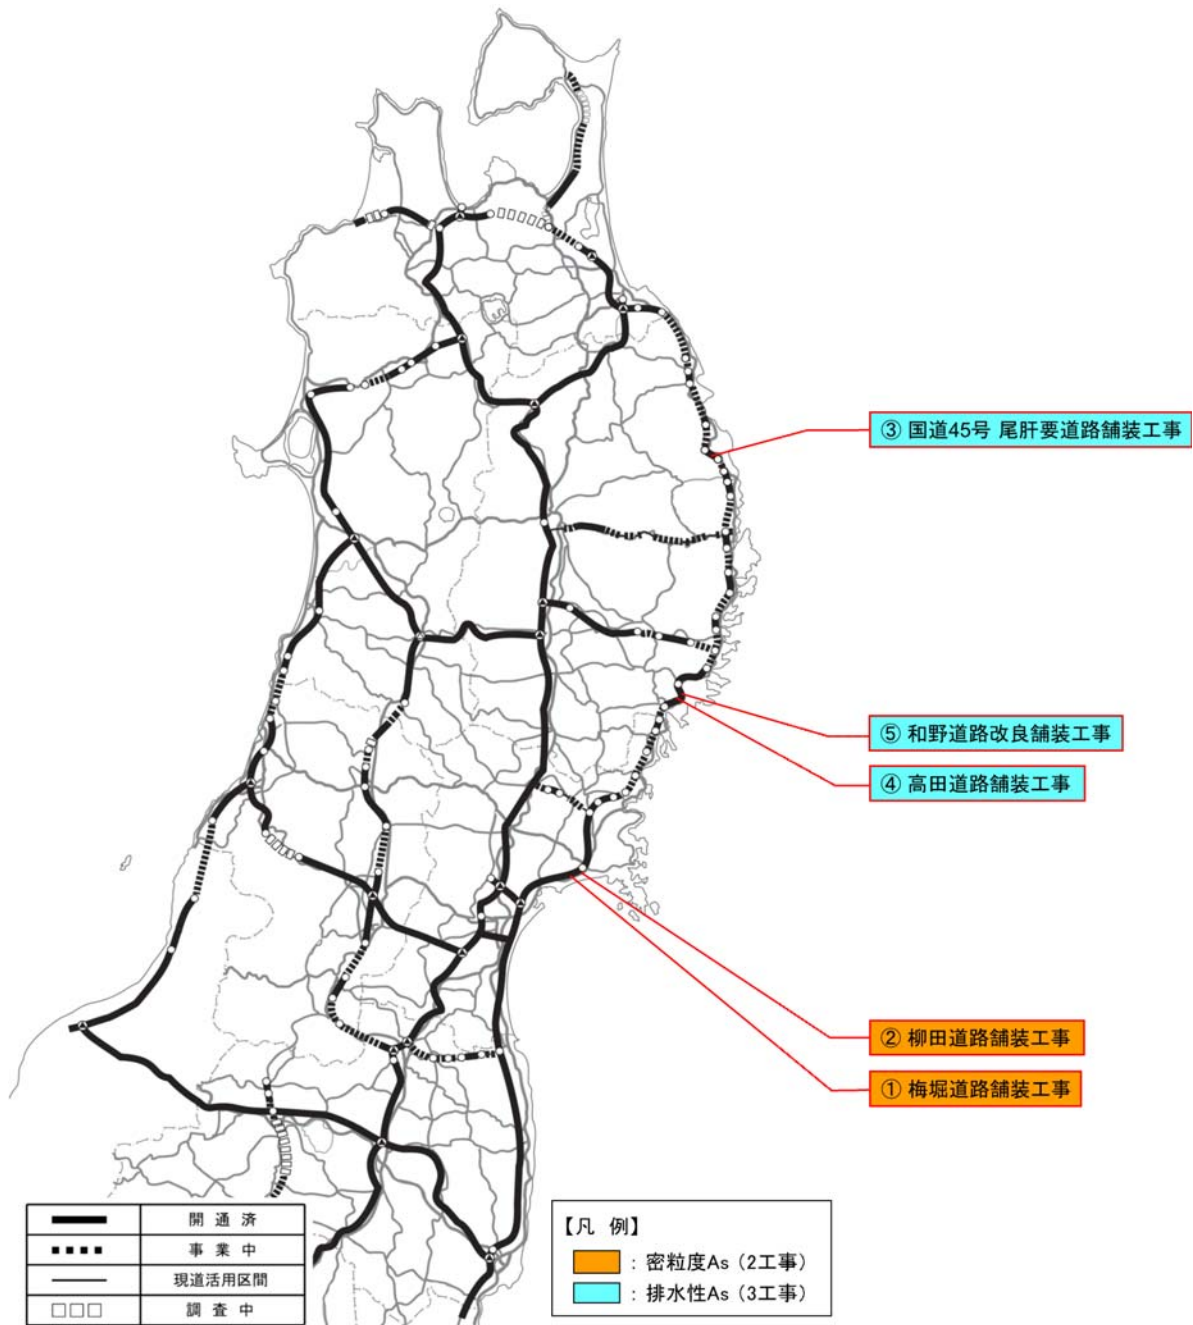 ③ 国道45号 尾肝要道路舗装工事
⑤ 和野道路改良舗装工事
④ 高田道路舗装工事
② 柳田道路舗装工事
① 梅堀道路舗装工事
開通済
事業中
現道活用区間
調査中
【凡 例】
：密粒度As（2工事）
：排水性As（3工事）